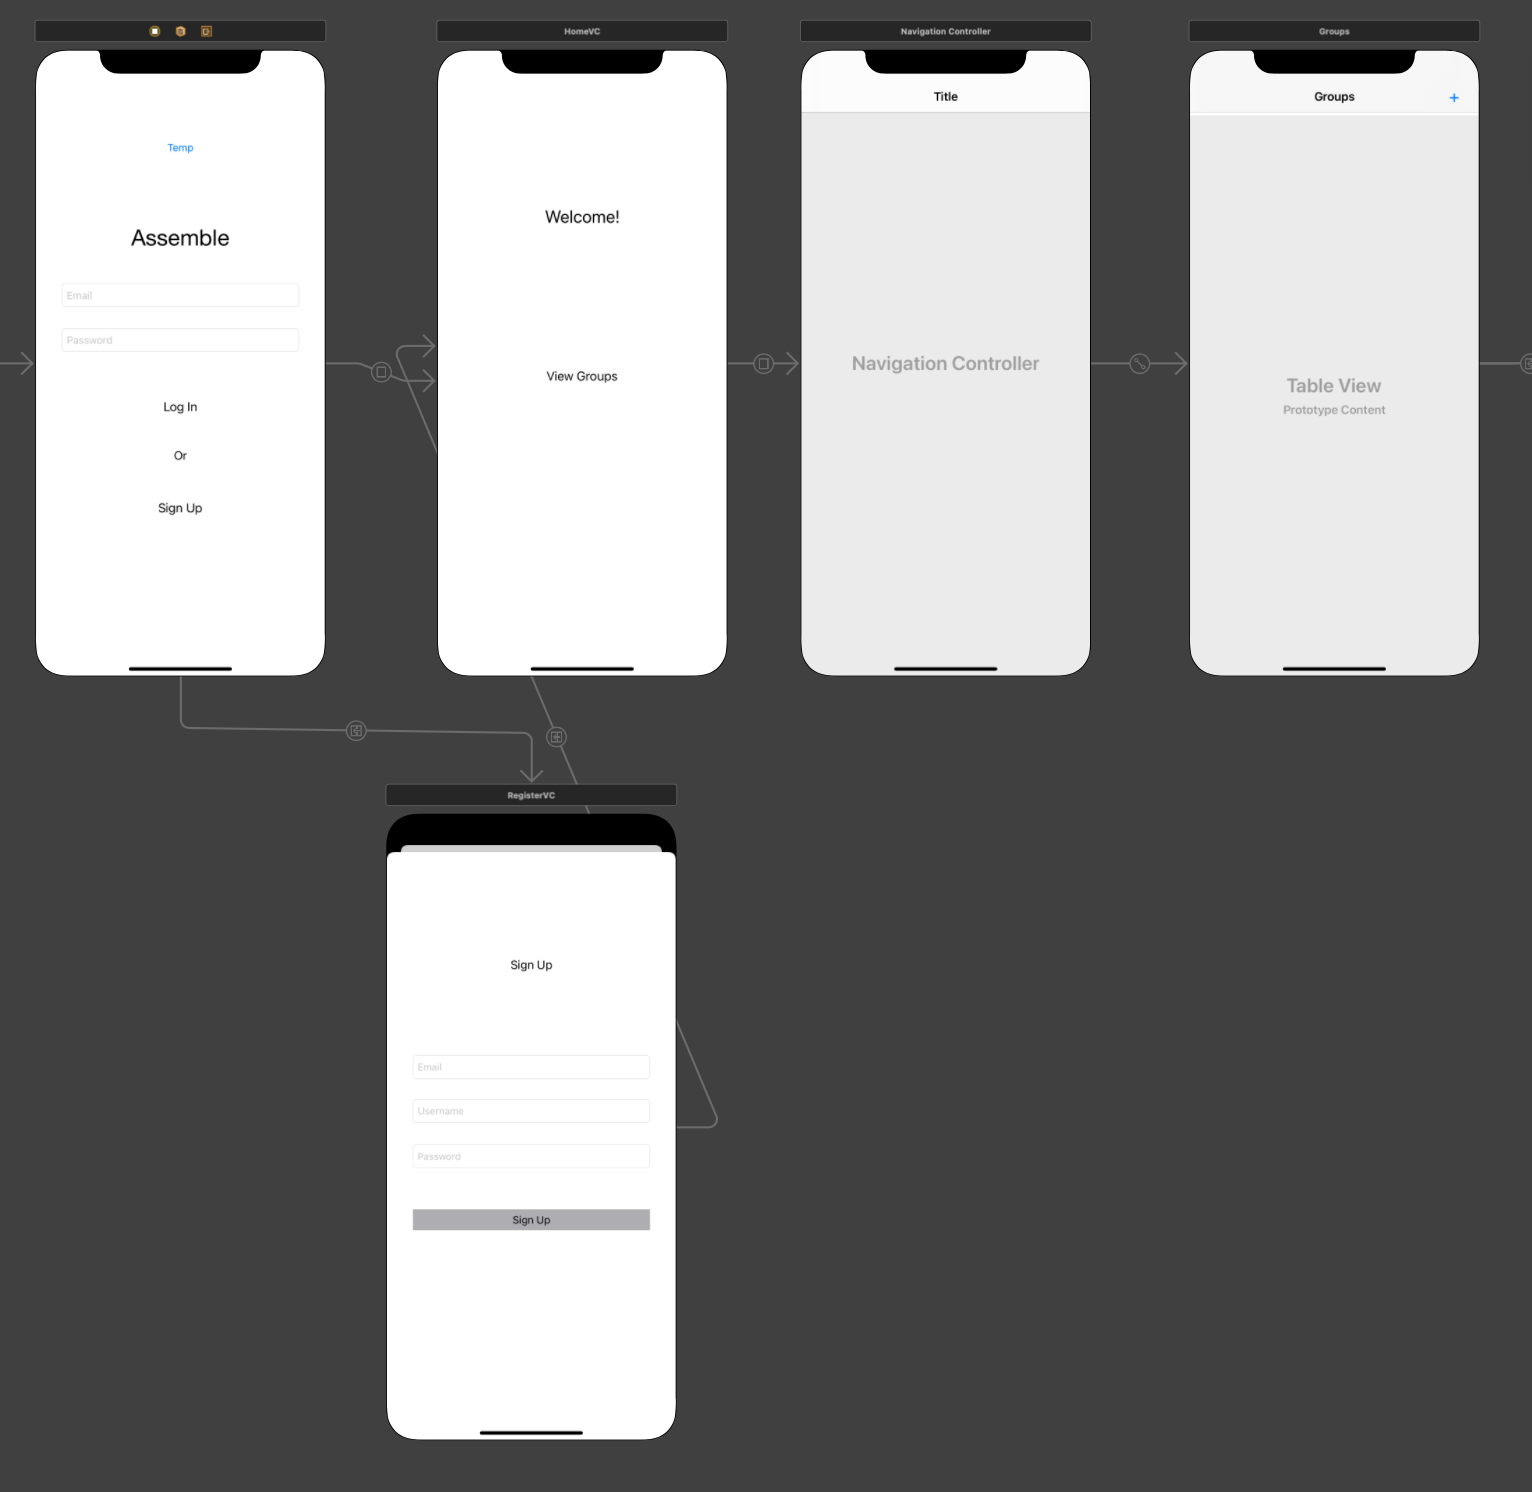 HomeVC
Navigation Controller
Groups
Temp
Assemble
Email
Password
Log In
Or
Sign Up
Welcome!
View Groups
Title
Navigation Controller
Groups
+
Table View
Prototype Content
RegisterVC
Sign Up
Email
Username
Password
Sign Up